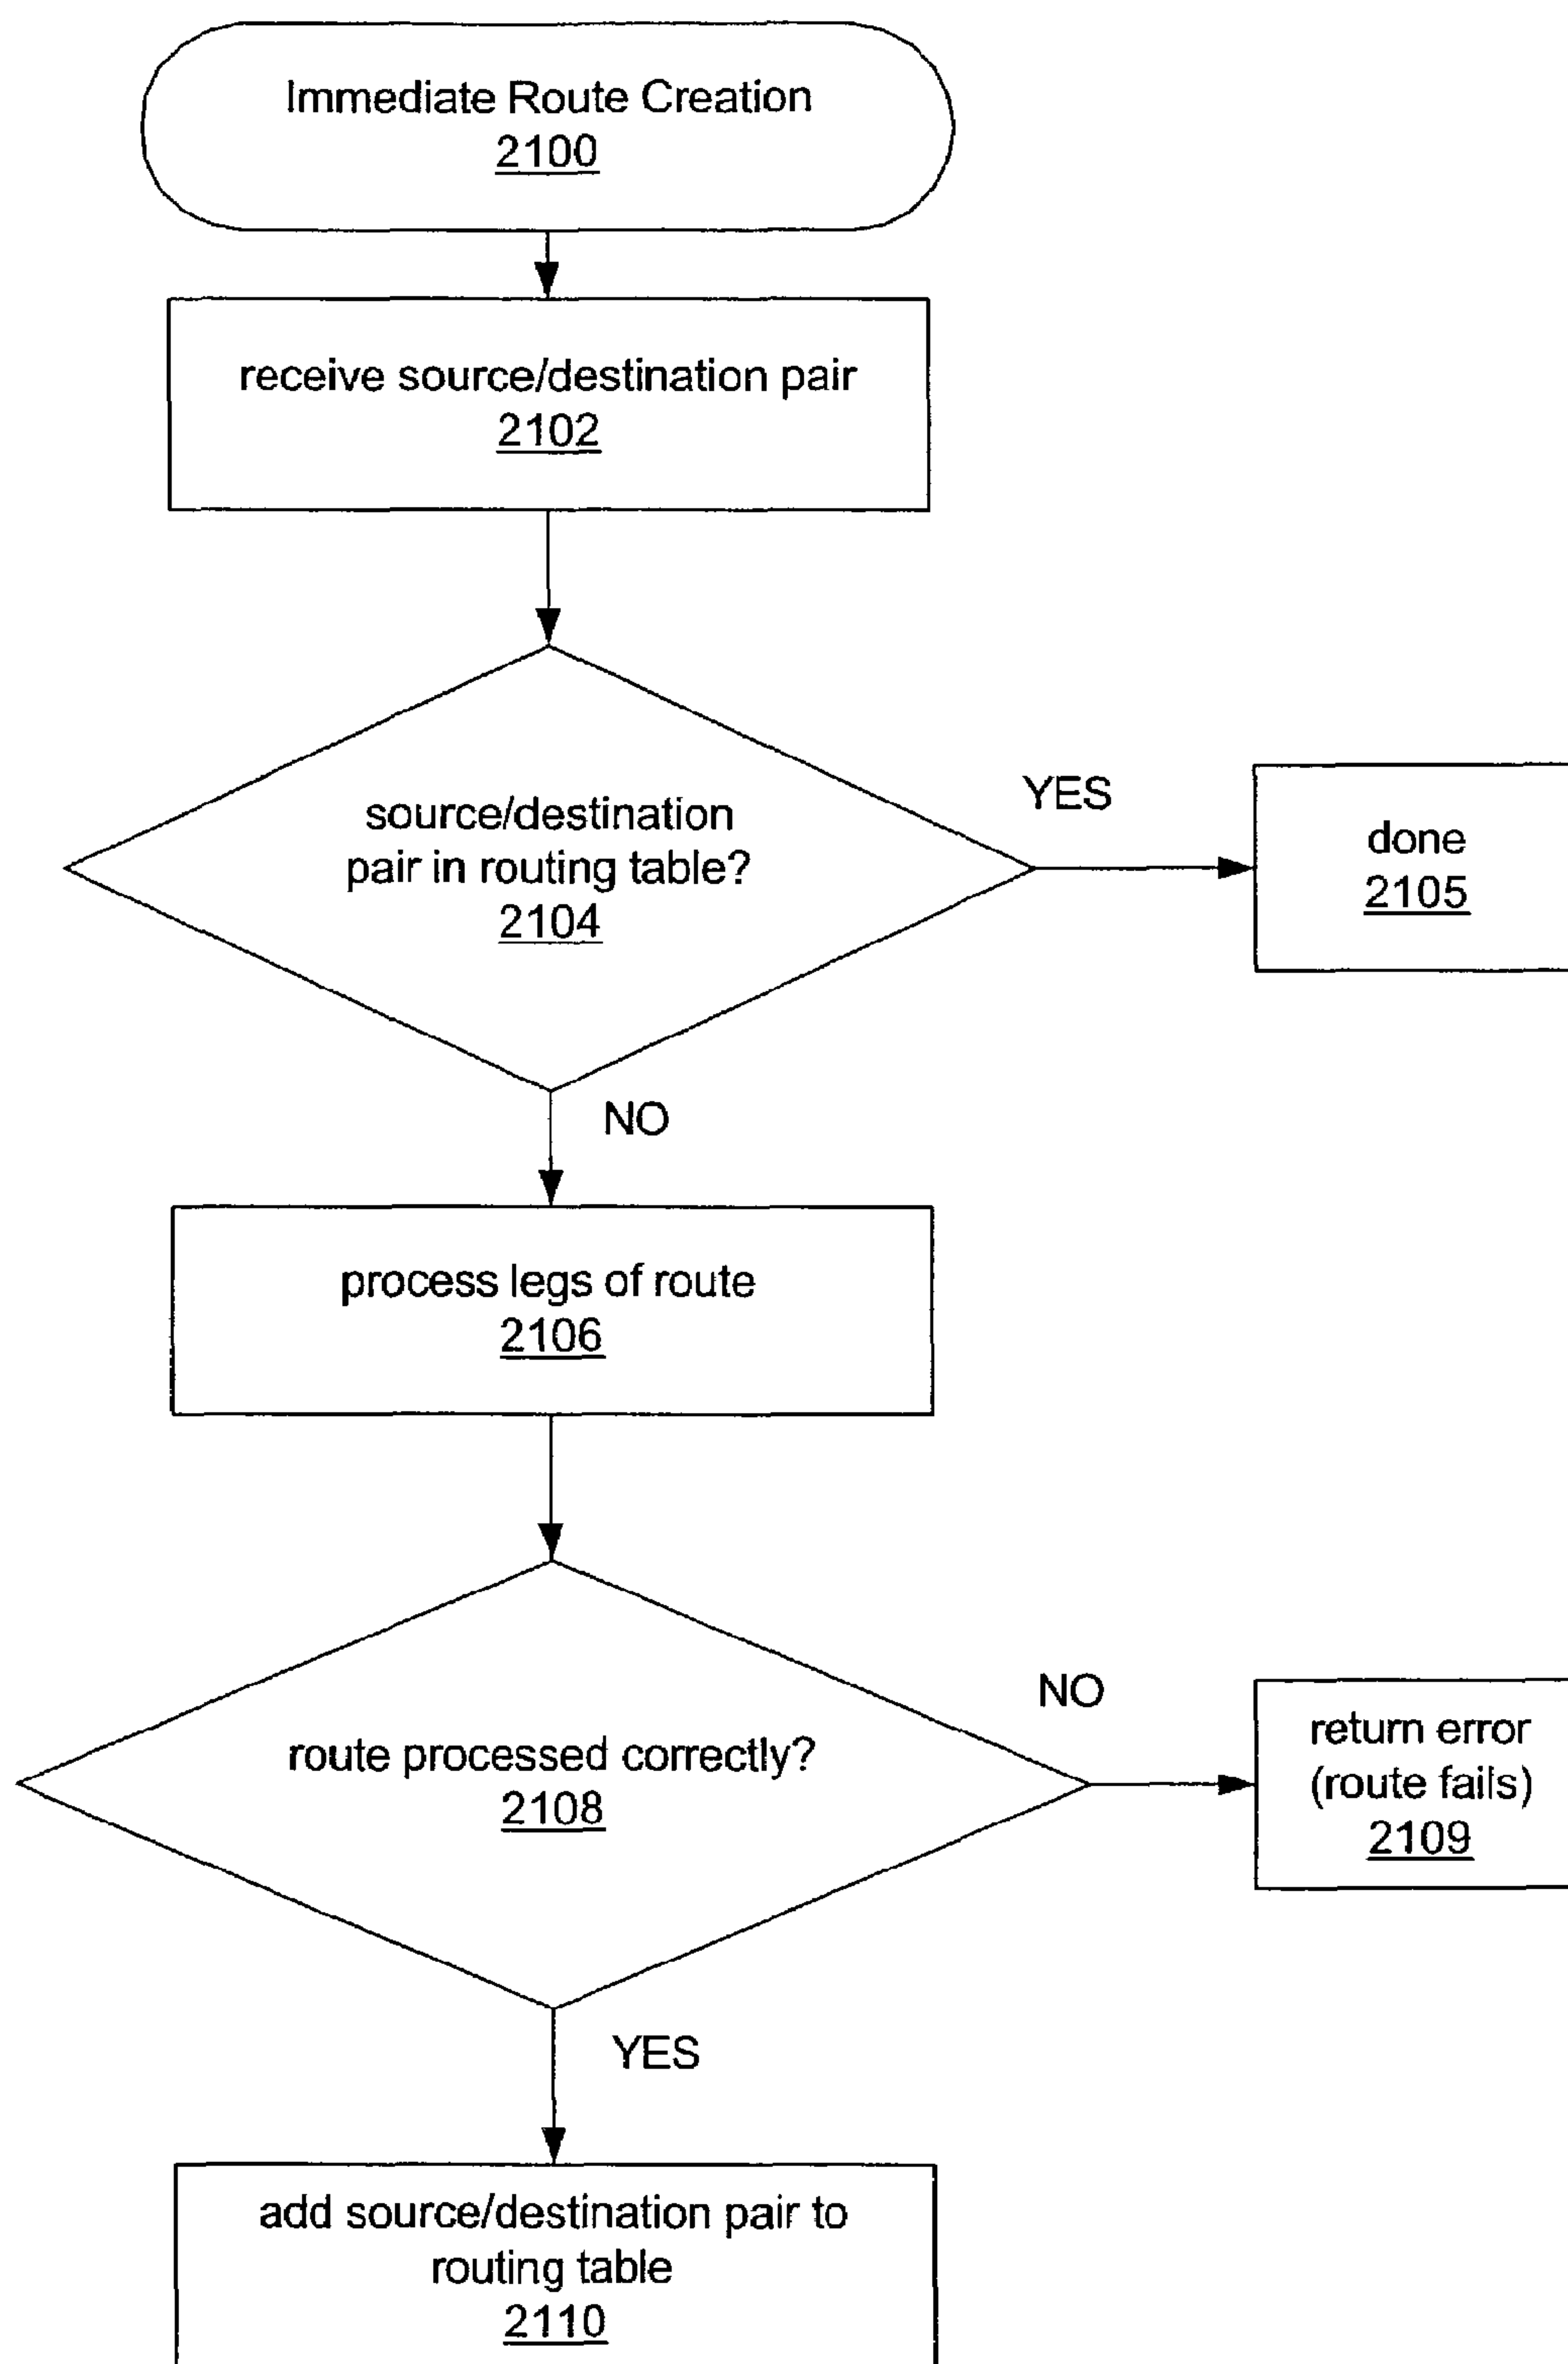 Immediate Route Creation
2100
receive source/destination pair
2102
source/destination
pair in routing table?
2104
YES
done
2105
NO
process legs of route
2106
route processed correctly?
2108
NO
return error
(route fails)
2109
YES
add source/destination pair to
routing table
2110